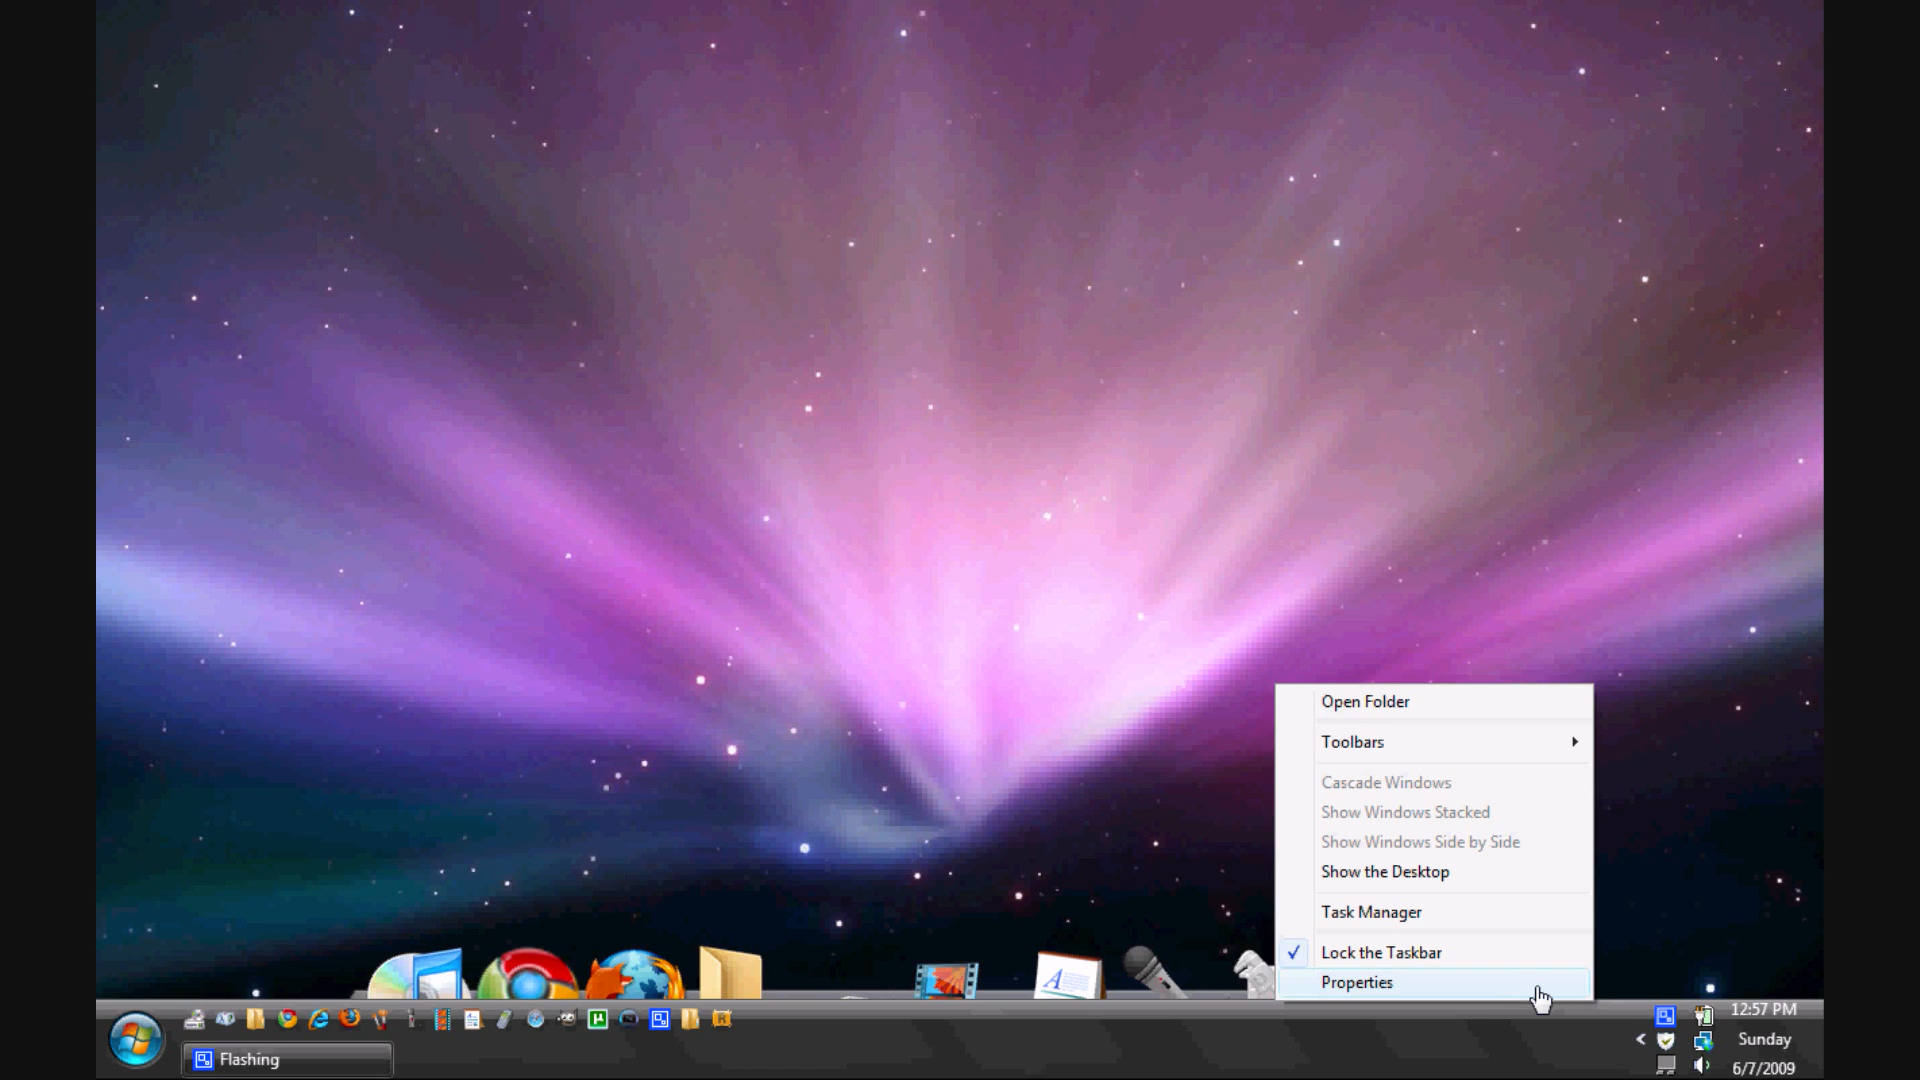 Open Folder
Toolbars
Cascade Windows
Show Windows Stacked
Show Windows Side by Side
Show the Desktop
Task Manager
Lock the Taskbar
Properties
12:57 PM
Flashing
Sunday
6/7/2009